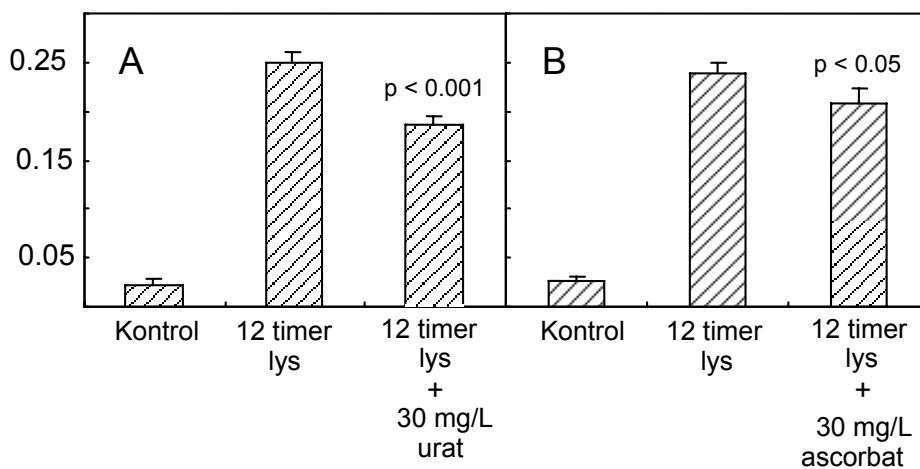 0.25
0.15
0.05
A
p < 0.001
Kontrol
12 timer
lys
12 timer
lys
+
30 mg/L
urat
B
p < 0.05
Kontrol
12 timer
lys
12 timer
lys
+
30 mg/L
ascorbat